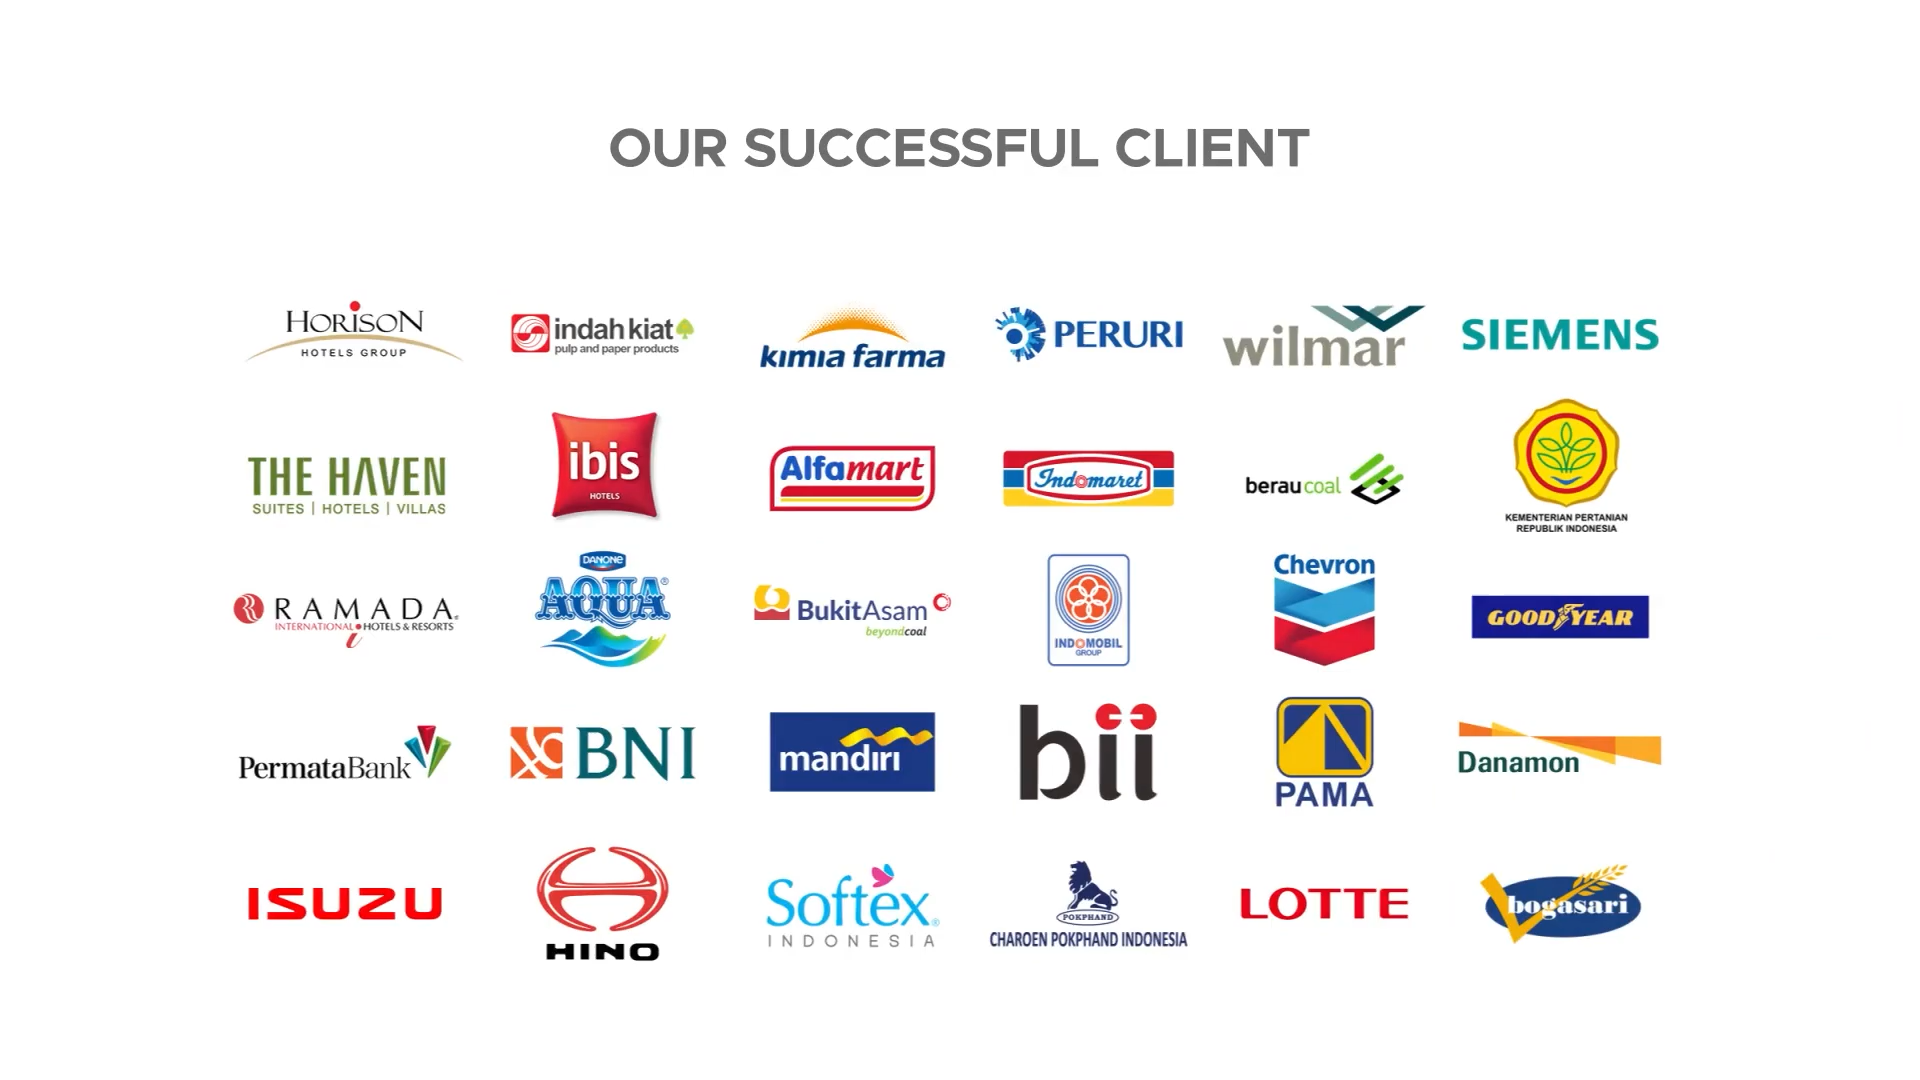 OUR SUCCESSFUL CLIENT
HORISON
HOTELS GROUP
indah kiat
pulp and paper products
kimia farma
PERURI
wilmar
SIEMENS
THE HAVEN
SUITES | HOTELS | VILLAS
ibis
HOTELS
Alfamart
Indomaret
berau coal
KEMENTERIAN PERTANIAN
REPUBLIK INDONESIA
RAMADA®
INTERNATIONAL HOTELS & RESORTS
i
DANONE
AQUA®
BukitAsam
beyondcoal
INDOMOBIL
GROUP
Chevron
GOODYEAR
PermataBank
BNI
mandiri
bii
PAMA
Danamon
ISUZU
HINO
Softex®
INDONESIA
POKPHAND
CHAROEN POKPHAND INDONESIA
LOTTE
bogasari